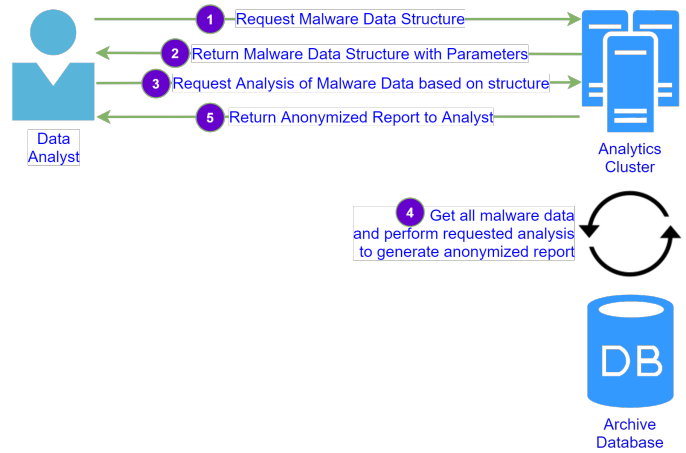 1 Request Malware Data Structure
2 Return Malware Data Structure with Parameters
3 Request Analysis of Malware Data based on structure
5 Return Anonymized Report to Analyst
Data
Analyst
Analytics
Cluster
4 Get all malware data
and perform requested analysis
to generate anonymized report
DB
Archive
Database